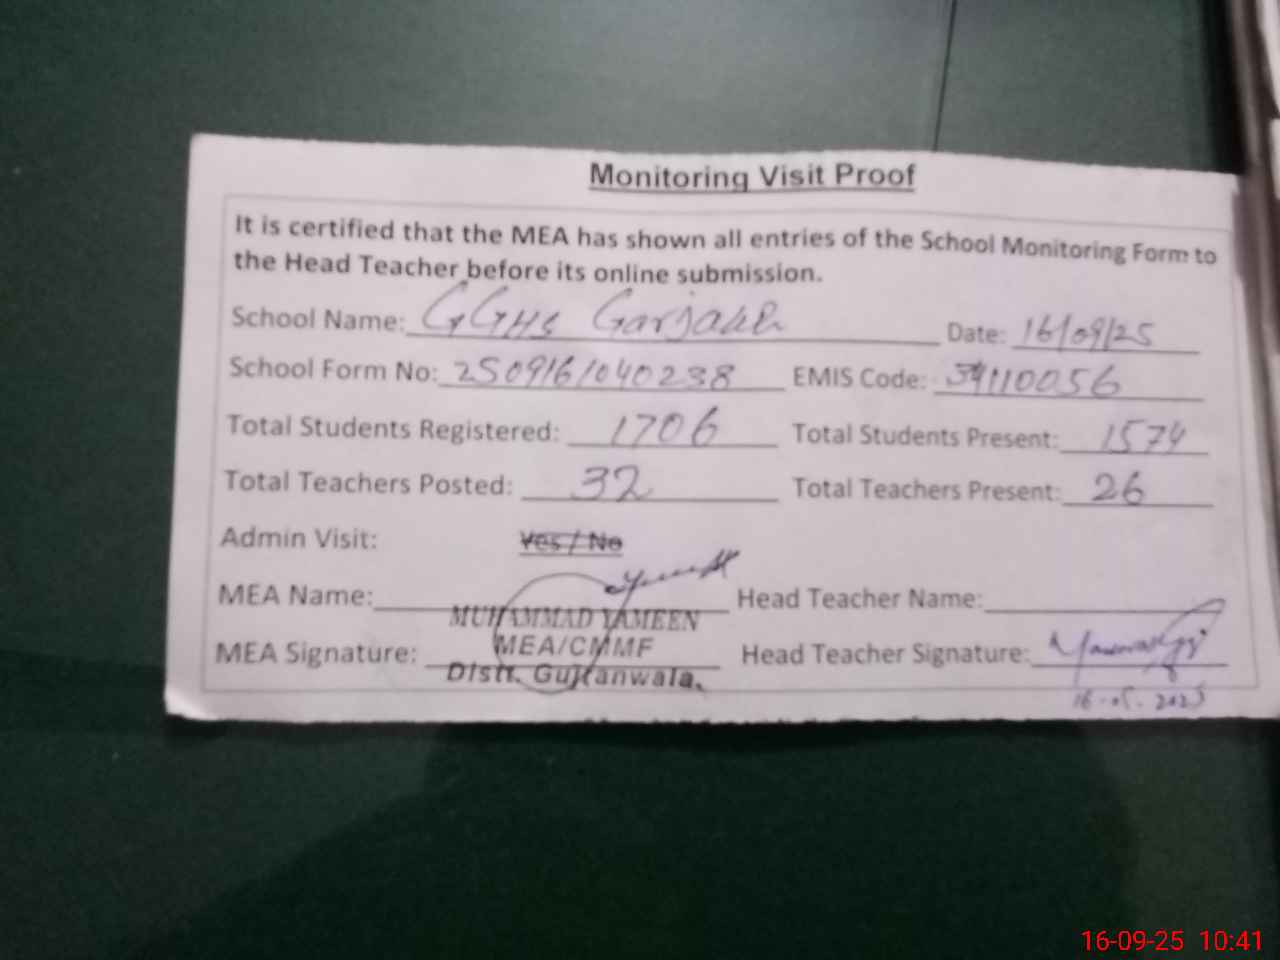 Monitoring Visit Proof
It is certified that the MEA has shown all entries of the School Monitoring Form to
the Head Teacher before its online submission.
School Name: GGHS Garjakh Date: 16/09/25
School Form No: 250916/040238 EMIS Code: 34110056
Total Students Registered: 1706 Total Students Present: 1574
Total Teachers Posted: 32 Total Teachers Present: 26
Admin Visit: Yes / No
MEA Name: MUHAMMAD YAMEEN Head Teacher Name:
MEA/CMMF
MEA Signature: Head Teacher Signature:
Distt. Gujranwala.
16-09-25 10:41